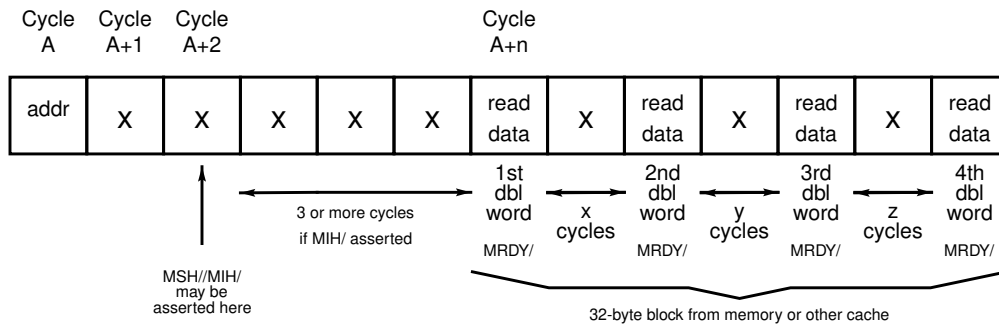 Cycle A
Cycle A+1
Cycle A+2
Cycle A+n
addr
X
X
X
X
X
read data
X
read data
X
read data
X
read data
3 or more cycles
if MIH/ asserted
1st
dbl
word
MRDY/
x
cycles
2nd
dbl
word
MRDY/
y
cycles
3rd
dbl
word
MRDY/
z
cycles
4th
dbl
word
MRDY/
MSH//MIH/
may be
asserted here
32-byte block from memory or other cache